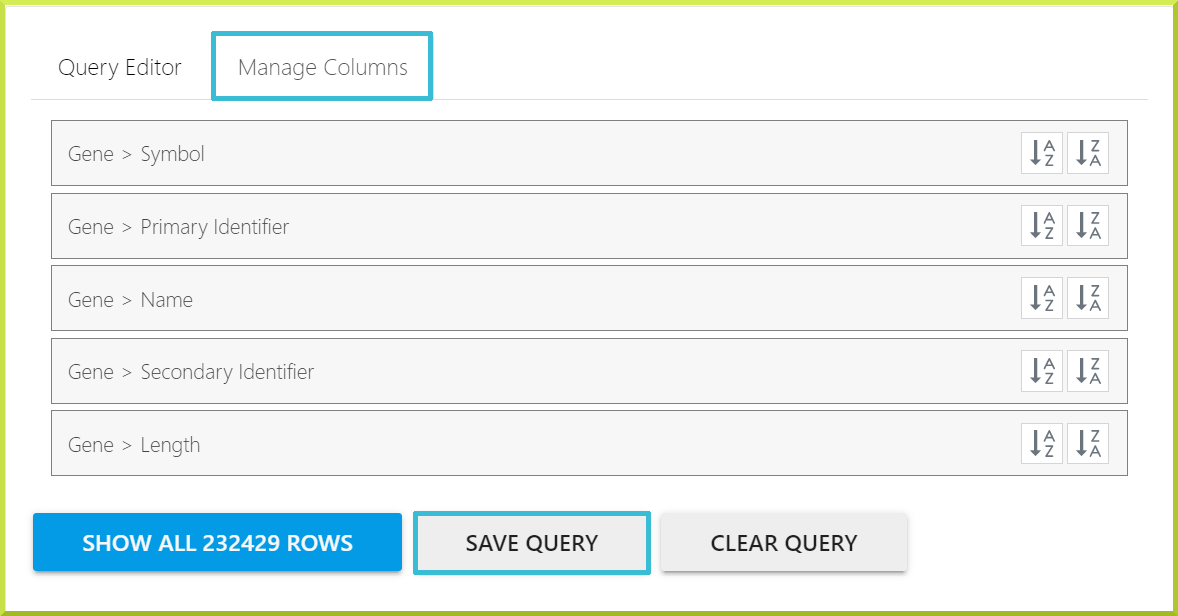 Query Editor Manage Columns
Gene > Symbol A Z Z A
Gene > Primary Identifier A Z Z A
Gene > Name A Z Z A
Gene > Secondary Identifier A Z Z A
Gene > Length A Z Z A
SHOW ALL 232429 ROWS SAVE QUERY CLEAR QUERY